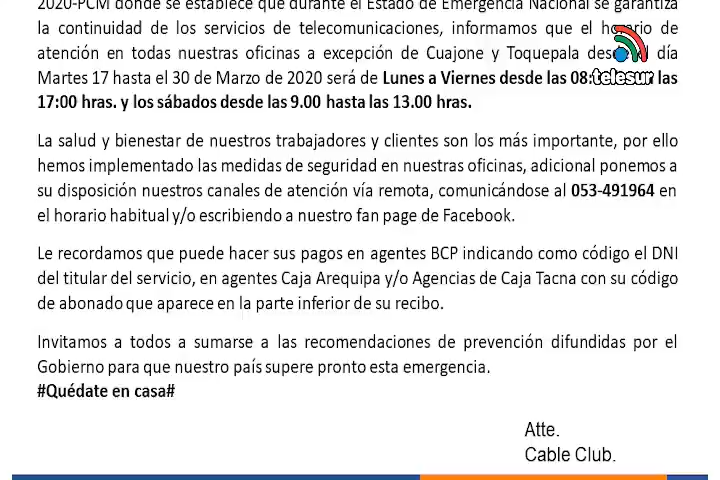 2020-PCM donde se establece que durante el Estado de Emergencia Nacional se garantiza
la continuidad de los servicios de telecomunicaciones, informamos que el horario de
atención en todas nuestras oficinas a excepción de Cuajone y Toquepala desde el día
Martes 17 hasta el 30 de Marzo de 2020 será de Lunes a Viernes desde las 08: las
telesur
17:00 hras. y los sábados desde las 9.00 hasta las 13.00 hras.
La salud y bienestar de nuestros trabajadores y clientes son los más importante, por ello
hemos implementado las medidas de seguridad en nuestras oficinas, adicional ponemos a
su disposición nuestros canales de atención vía remota, comunicándose al 053-491964 en
el horario habitual y/o escribiendo a nuestro fan page de Facebook.
Le recordamos que puede hacer sus pagos en agentes BCP indicando como código el DNI
del titular del servicio, en agentes Caja Arequipa y/o Agencias de Caja Tacna con su código
de abonado que aparece en la parte inferior de su recibo.
Invitamos a todos a sumarse a las recomendaciones de prevención difundidas por el
Gobierno para que nuestro país supere pronto esta emergencia.
#Quédate en casa#
Atte.
Cable Club.